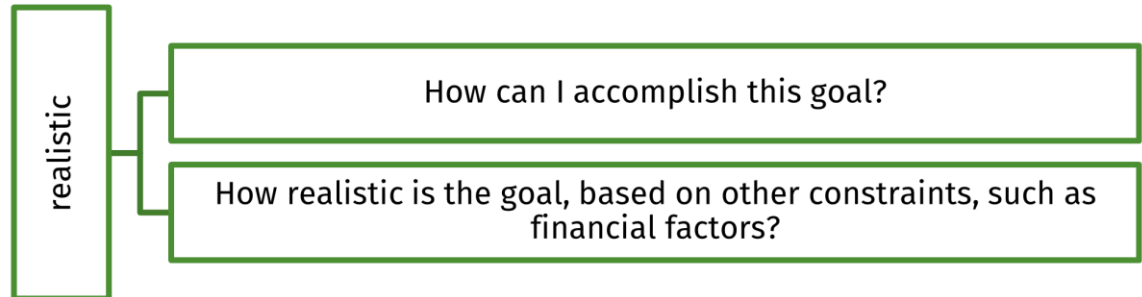 realistic
How can I accomplish this goal?
How realistic is the goal, based on other constraints, such as
financial factors?